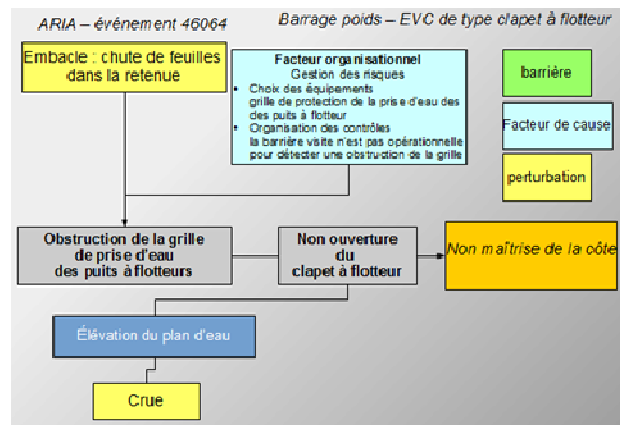 ARIA – événement 46064
Barrage poids – EVC de type clapet à flotteur
Embacle : chute de feuilles
dans la retenue
Facteur organisationnel
Gestion des risques
• Choix des équipements
grille de protection de la prise d'eau des
des puits à flotteur
• Organisation des contrôles
la barrière visite n'est pas opérationnelle
pour détecter une obstruction de la grille
barrière
Facteur de cause
perturbation
Obstruction de la grille
de prise d'eau
des puits à flotteurs
Non ouverture
du
clapet à flotteur
Non maîtrise de la côte
Élévation du plan d'eau
Crue